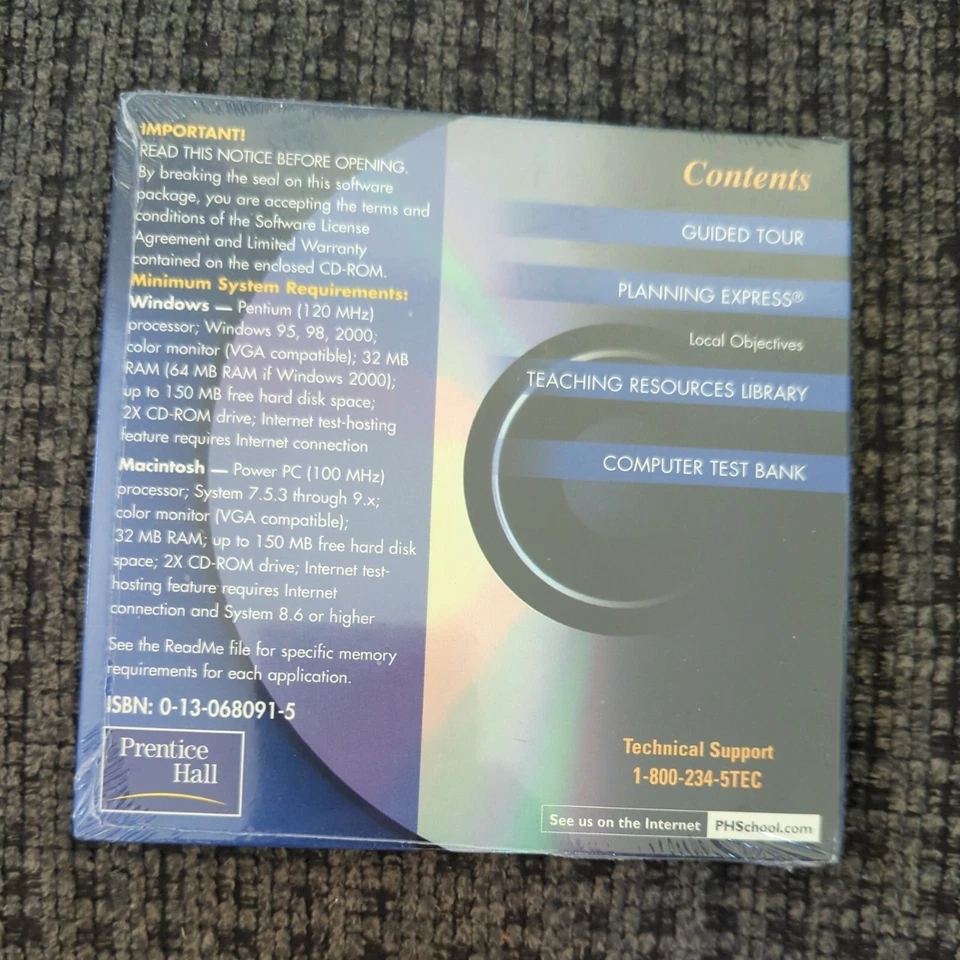 IMPORTANT!
READ THIS NOTICE BEFORE OPENING.
By breaking the seal on this software
package, you are accepting the terms and
conditions of the Software License
Agreement and Limited Warranty
contained on the enclosed CD-ROM.
Minimum System Requirements:
Windows — Pentium (120 MHz)
processor; Windows 95, 98, 2000;
color monitor (VGA compatible); 32 MB
RAM (64 MB RAM if Windows 2000);
up to 150 MB free hard disk space;
2X CD-ROM drive; Internet test-hosting
feature requires Internet connection
Macintosh — Power PC (100 MHz)
processor; System 7.5.3 through 9.x;
color monitor (VGA compatible);
32 MB RAM; up to 150 MB free hard disk
space; 2X CD-ROM drive; Internet test-
hosting feature requires Internet
connection and System 8.6 or higher
See the ReadMe file for specific memory
requirements for each application.
ISBN: 0-13-068091-5
Prentice
Hall
Contents
GUIDED TOUR
PLANNING EXPRESS®
Local Objectives
TEACHING RESOURCES LIBRARY
COMPUTER TEST BANK
Technical Support
1-800-234-5TEC
See us on the Internet PHSchool.com